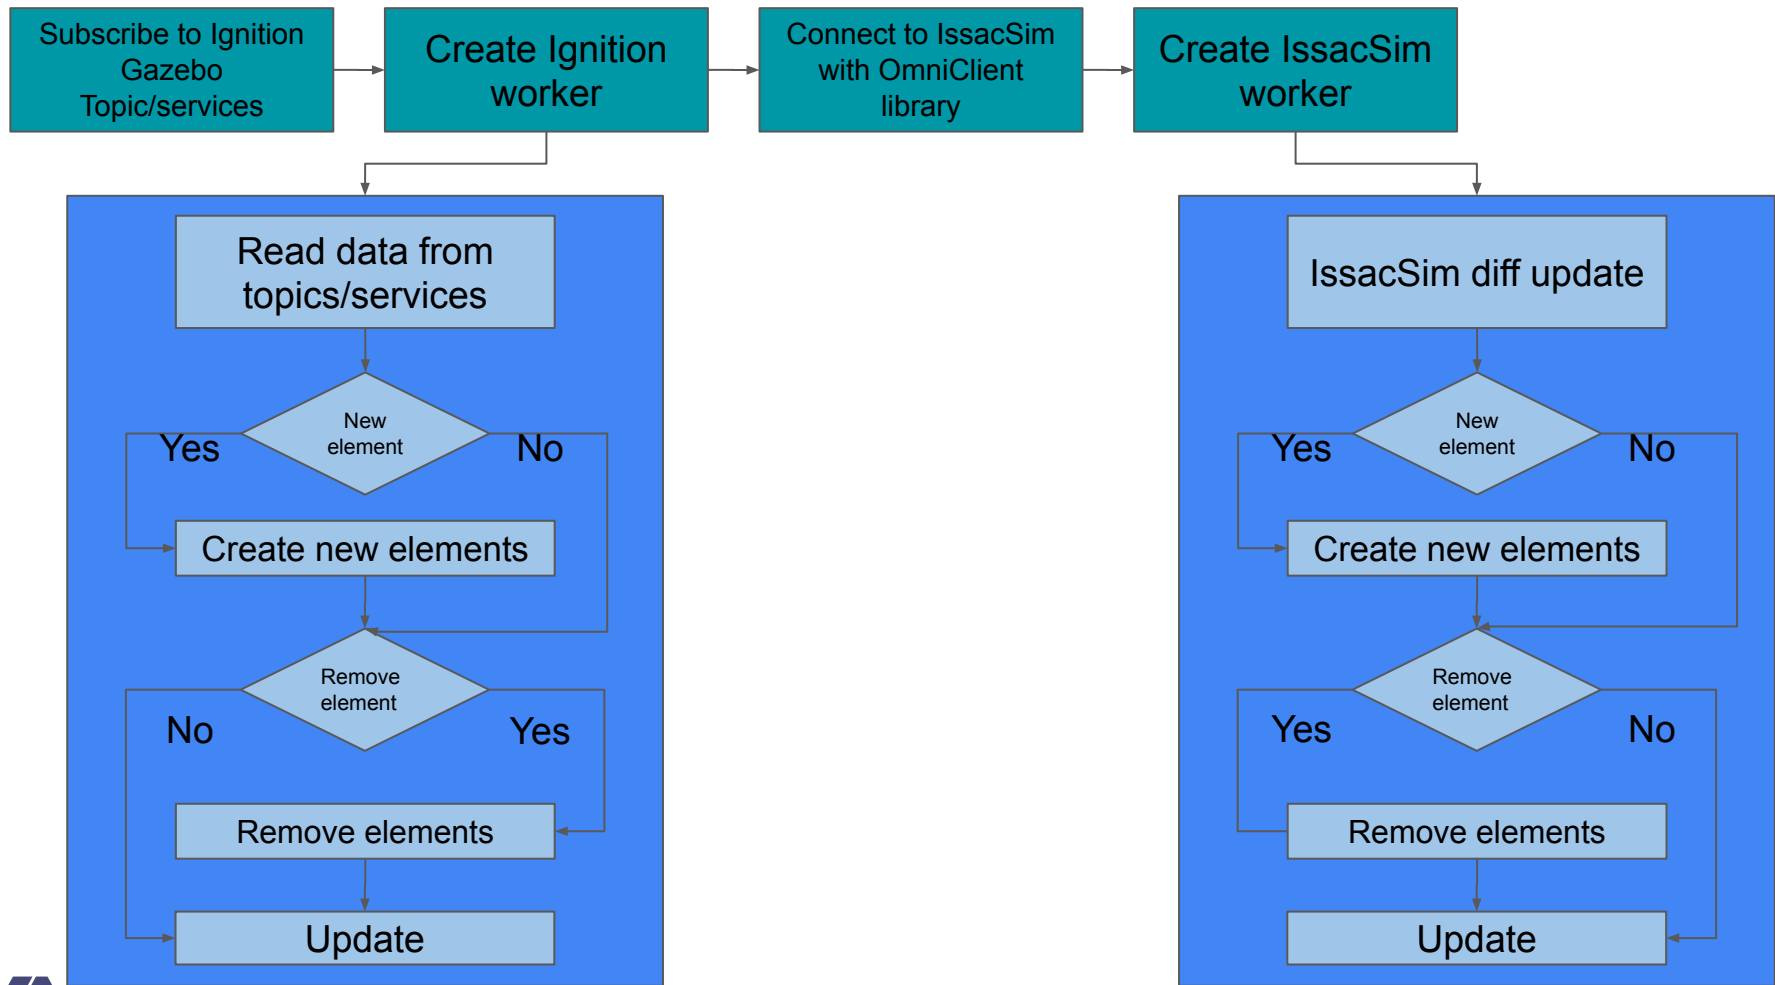 Subscribe to Ignition
Gazebo
Topic/services
Create Ignition
worker
Connect to IssacSim
with OmniClient
library
Create IssacSim
worker
Read data from
topics/services
New
element
Yes
No
Create new elements
Remove
element
No
Yes
Remove elements
Update
IssacSim diff update
New
element
Yes
No
Create new elements
Remove
element
Yes
No
Remove elements
Update